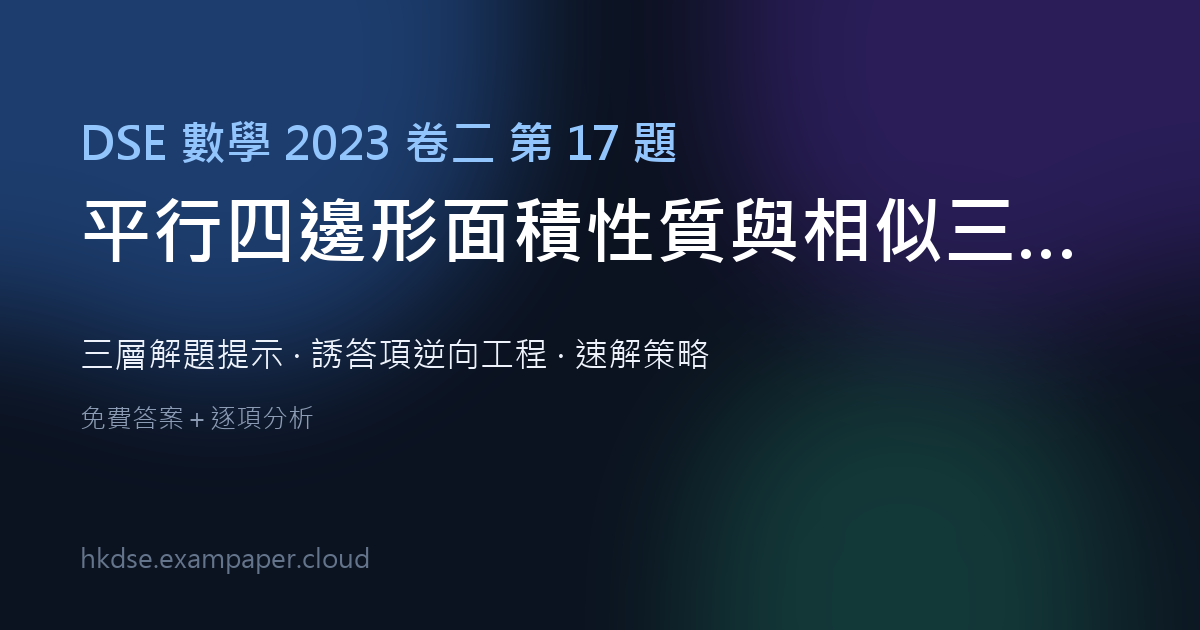 DSE 數學 2023 卷二 第 17 題
平行四邊形面積性質與相似三…
三層解題提示 · 誘答項逆向工程 · 速解策略
免費答案 + 逐項分析
hkdse.exampaper.cloud